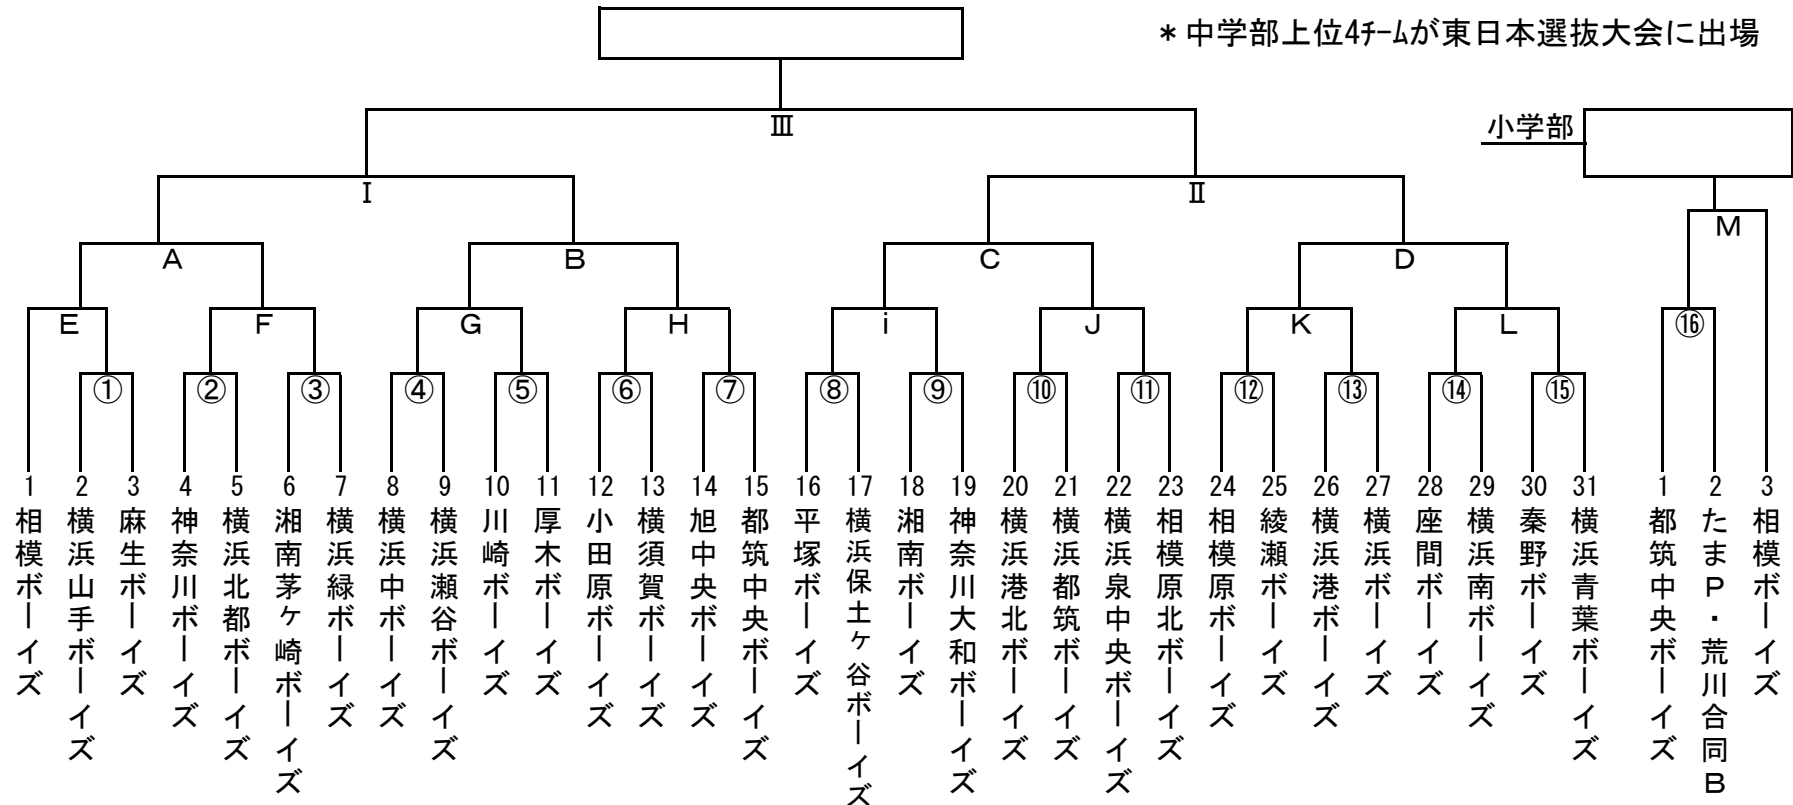 ＊中学部上位4チームが東日本選抜大会に出場
Ⅲ
小学部
Ⅰ
Ⅱ
M
A
B
C
D
E
F
G
H
i
J
K
L
⑯
①
②
③
④
⑤
⑥
⑦
⑧
⑨
⑩
⑪
⑫
⑬
⑭
⑮
1 相模ボーイズ
2 横浜山手ボーイズ
3 麻生ボーイズ
4 神奈川ボーイズ
5 横浜北都ボーイズ
6 湘南茅ヶ崎ボーイズ
7 横浜緑ボーイズ
8 横浜中ボーイズ
9 横浜瀬谷ボーイズ
10 川崎ボーイズ
11 厚木ボーイズ
12 小田原ボーイズ
13 横須賀ボーイズ
14 旭中央ボーイズ
15 都筑中央ボーイズ
16 平塚ボーイズ
17 横浜保土ヶ谷ボーイズ
18 湘南ボーイズ
19 神奈川大和ボーイズ
20 横浜港北ボーイズ
21 横浜都筑ボーイズ
22 横浜泉中央ボーイズ
23 相模原北ボーイズ
24 相模原ボーイズ
25 綾瀬ボーイズ
26 横浜港ボーイズ
27 横浜ボーイズ
28 座間ボーイズ
29 横浜南ボーイズ
30 秦野ボーイズ
31 横浜青葉ボーイズ
1 都筑中央ボーイズ
2 たまＰ・荒川合同Ｂ
3 相模ボーイズ